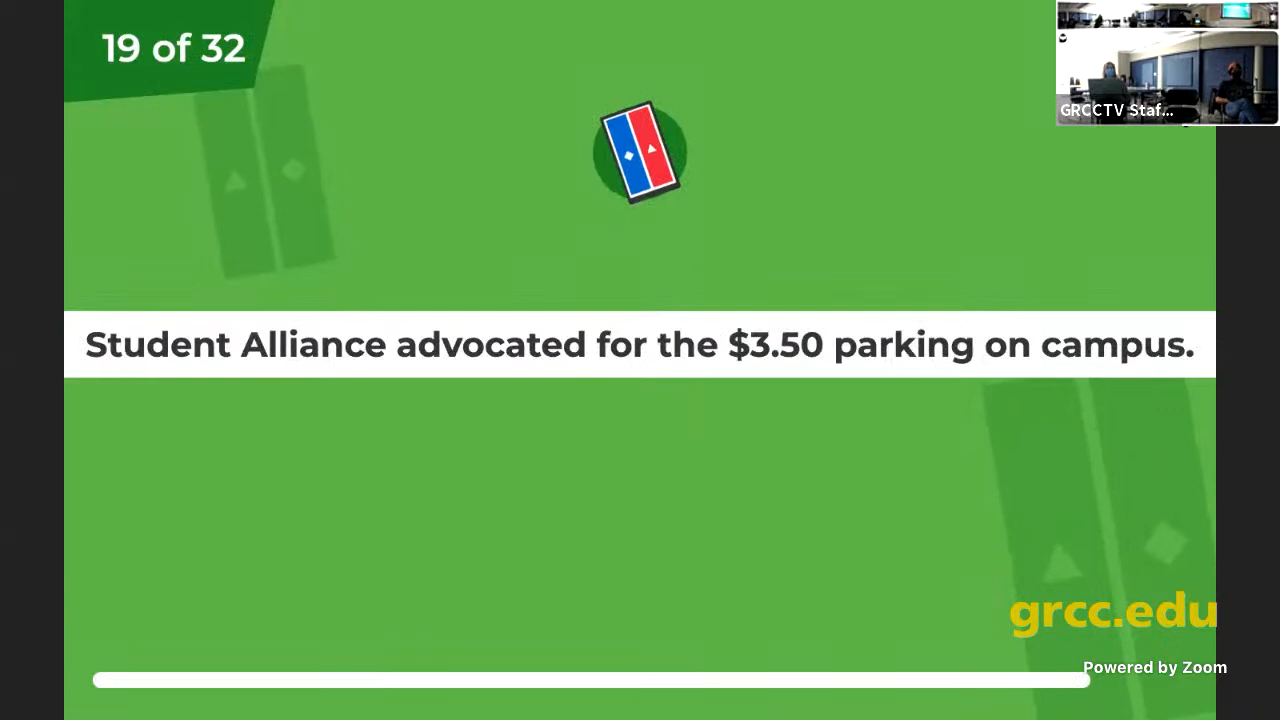 19 of 32
GRCCTV Staf...
Student Alliance advocated for the $3.50 parking on campus.
grcc.edu
Powered by Zoom